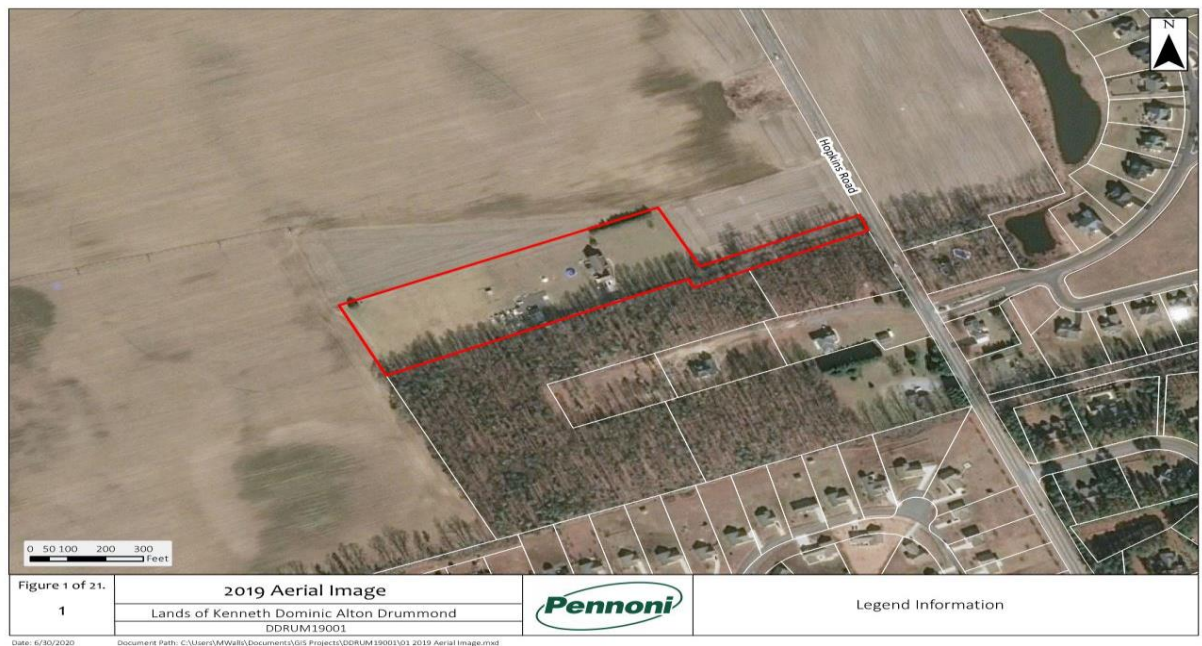 N
Hopkins Road
0 50 100 200 300
Feet
Figure 1 of 21.
1
2019 Aerial Image
Lands of Kenneth Dominic Alton Drummond
DDRUM19001
Pennoni
Legend Information
Date: 6/30/2020 Document Path: C:\Users\MWalls\Documents\GIS Projects\DDRUM19001\01 2019 Aerial Image.mxd